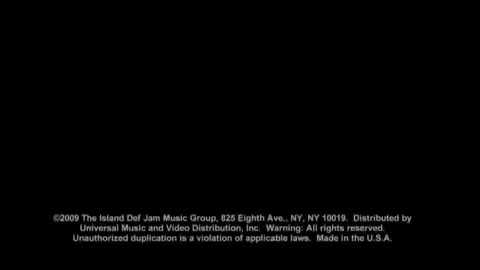 ©2009 The Island Def Jam Music Group, 825 Eighth Ave., NY, NY 10019.  Distributed by
Universal Music and Video Distribution, Inc.  Warning: All rights reserved.
Unauthorized duplication is a violation of applicable laws.  Made in the U.S.A.